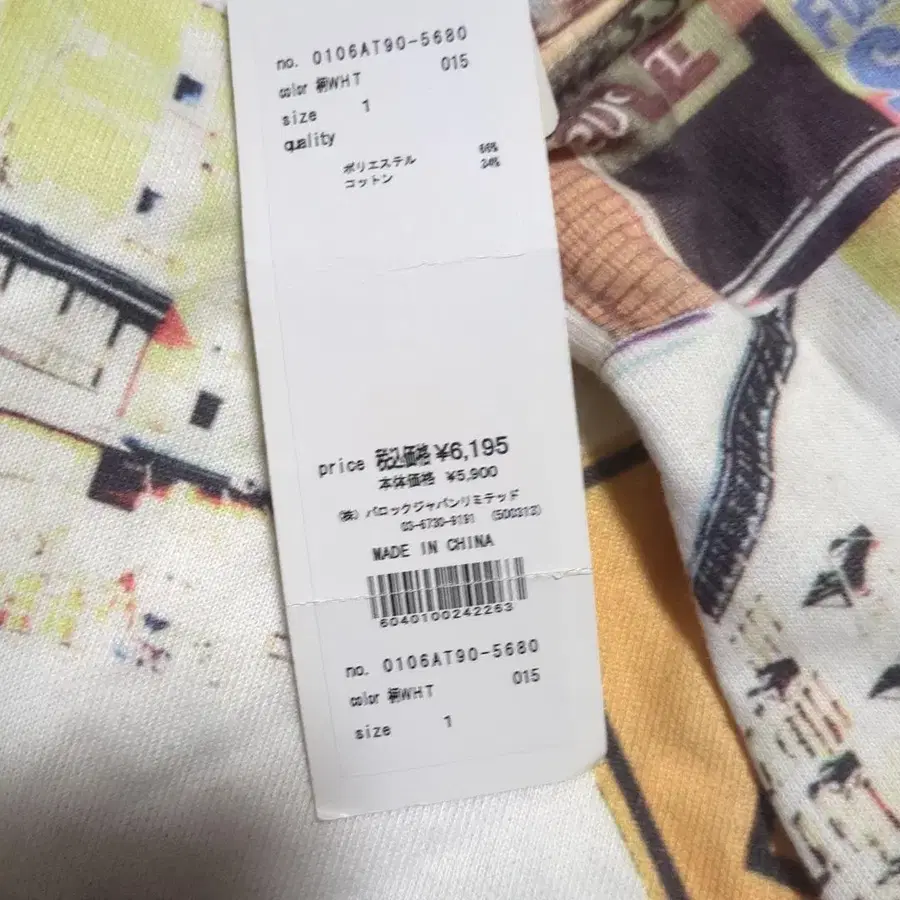 no. 0106AT90-5680
color 柄WHT 015
size 1
quality
ポリエステル 66%
コットン 34%
price 税込価格 ¥6,195
本体価格 ¥5,900
(株) バロックジャパンリミテッド
03-6730-9191 (500313)
MADE IN CHINA
6040100242263
no. 0106AT90-5680
color 柄WHT 015
size 1